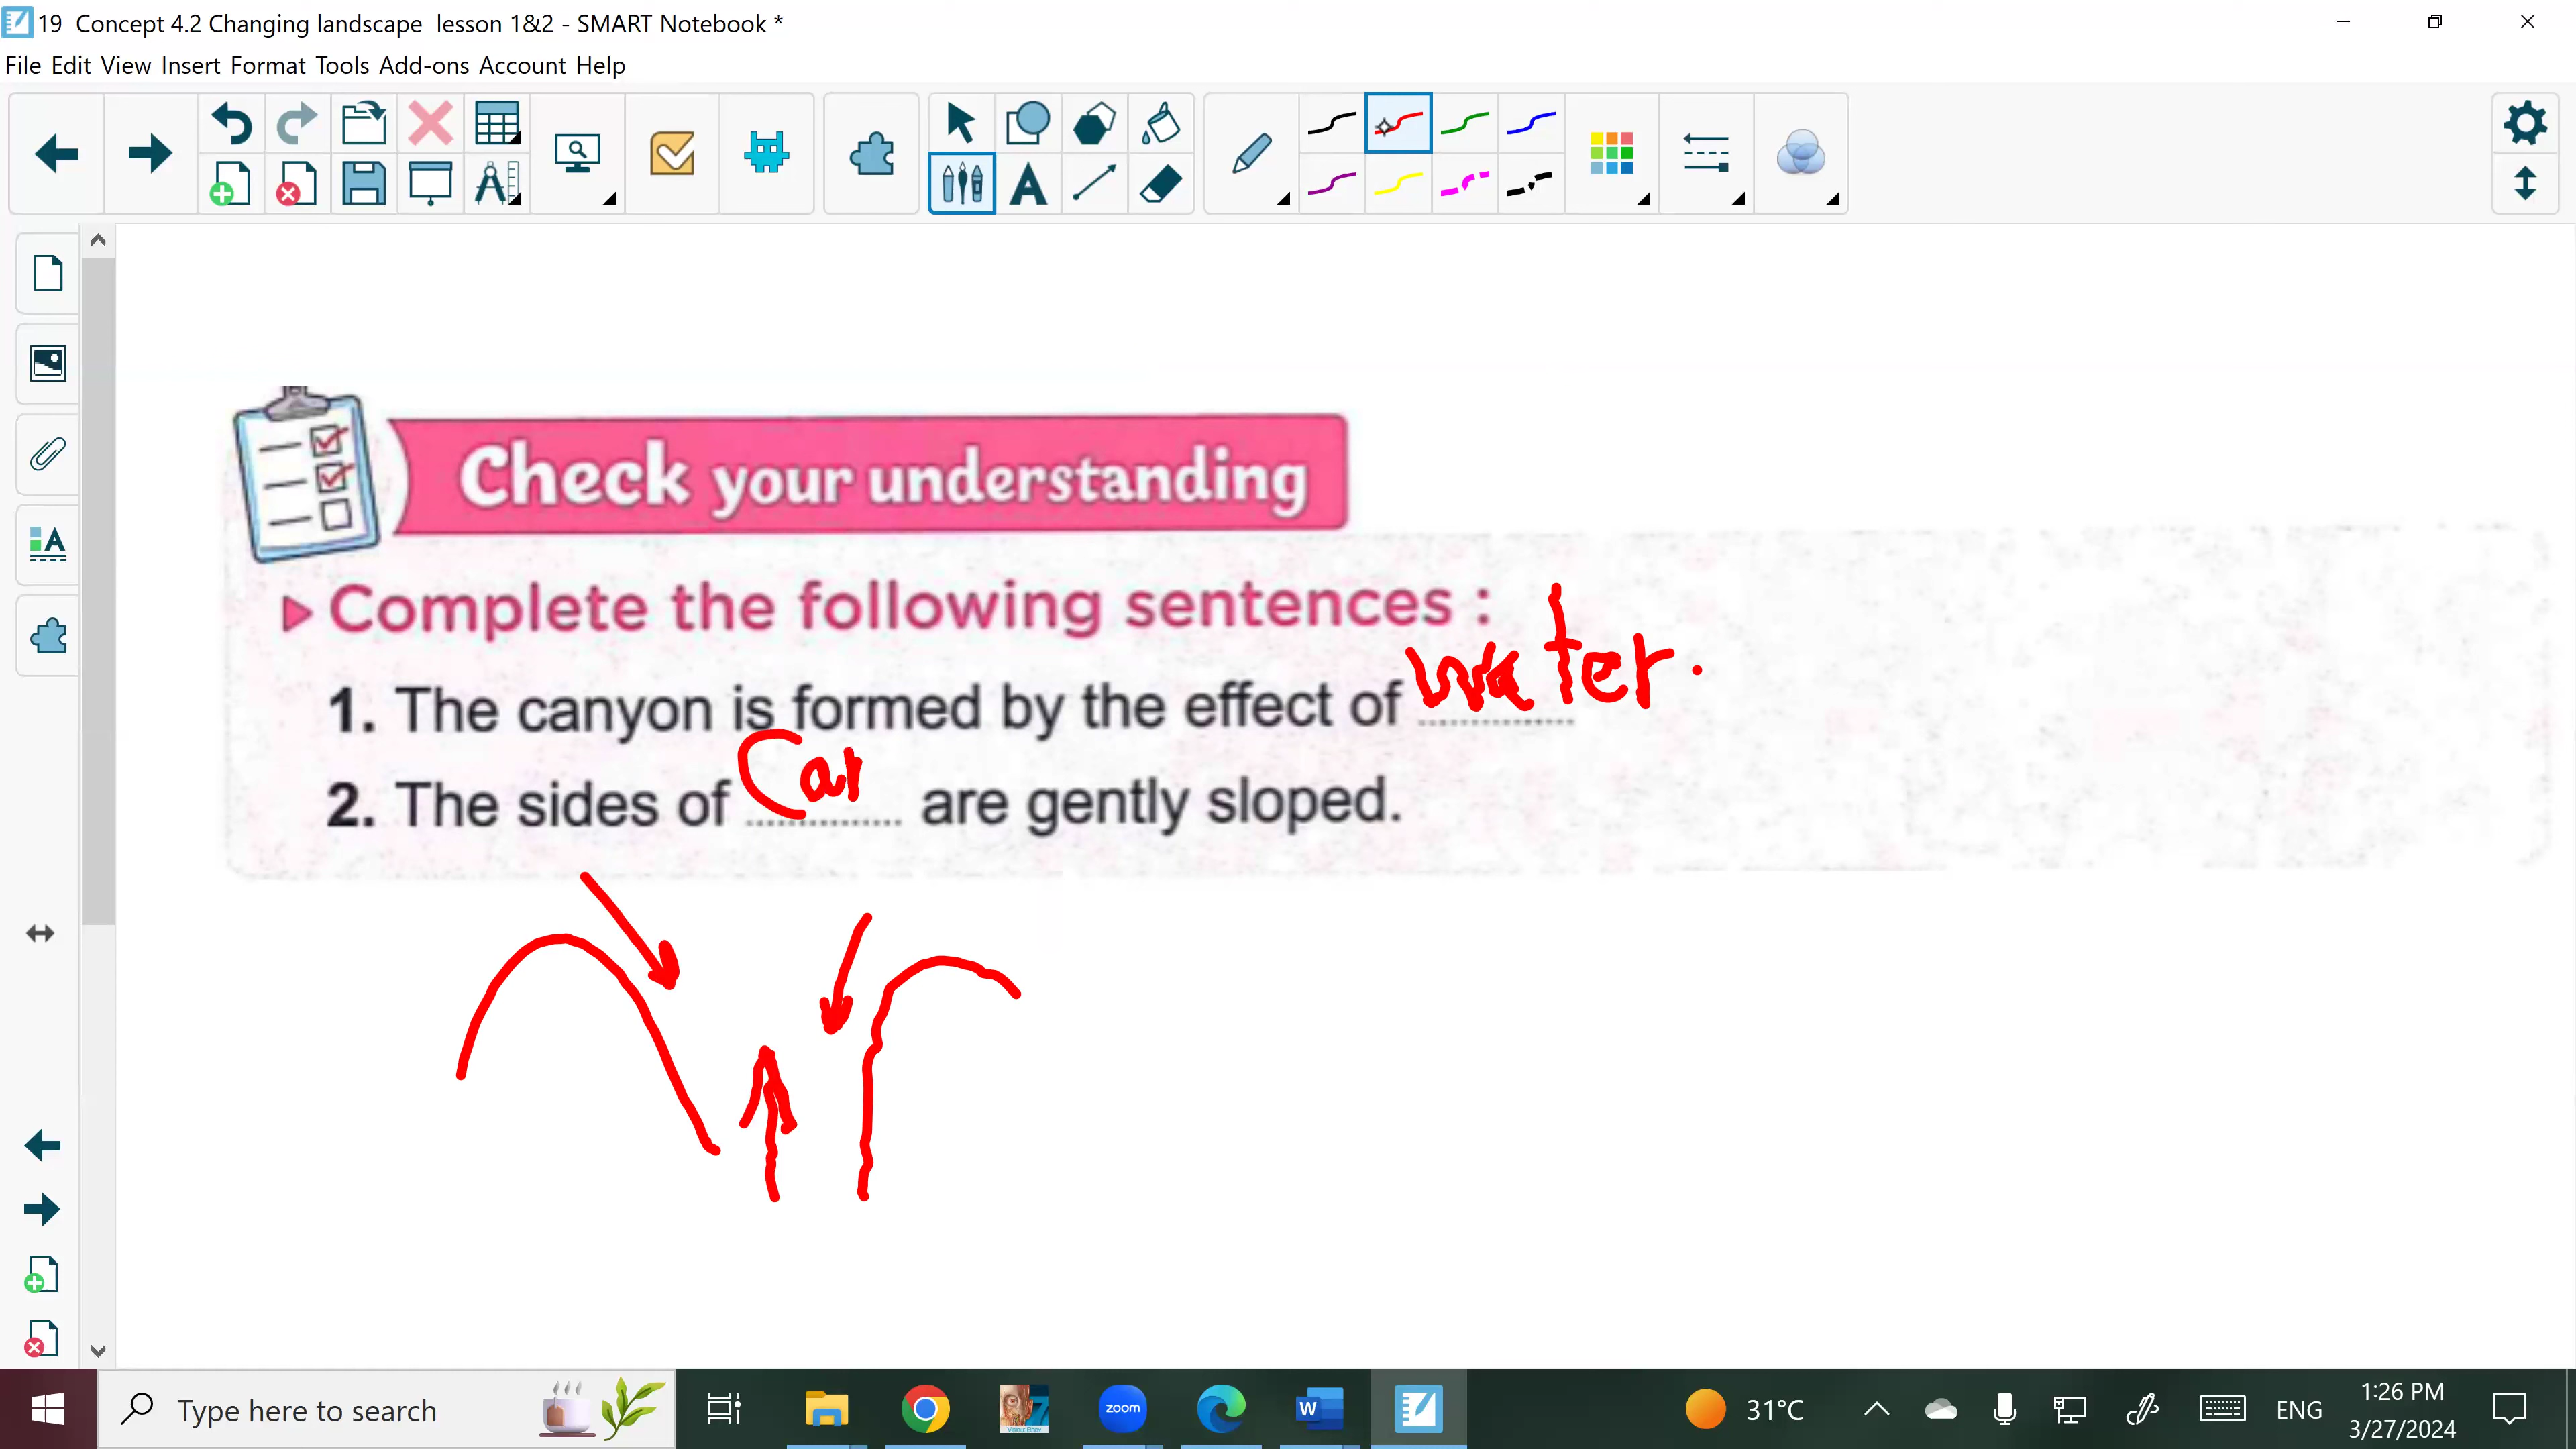 19 Concept 4.2 Changing landscape lesson 1&2 - SMART Notebook *
File Edit View Insert Format Tools Add-ons Account Help
Check your understanding
Complete the following sentences :
1. The canyon is formed by the effect of water.
2. The sides of Can are gently sloped.
Type here to search
zoom
W
31°C
ENG
1:26 PM
3/27/2024